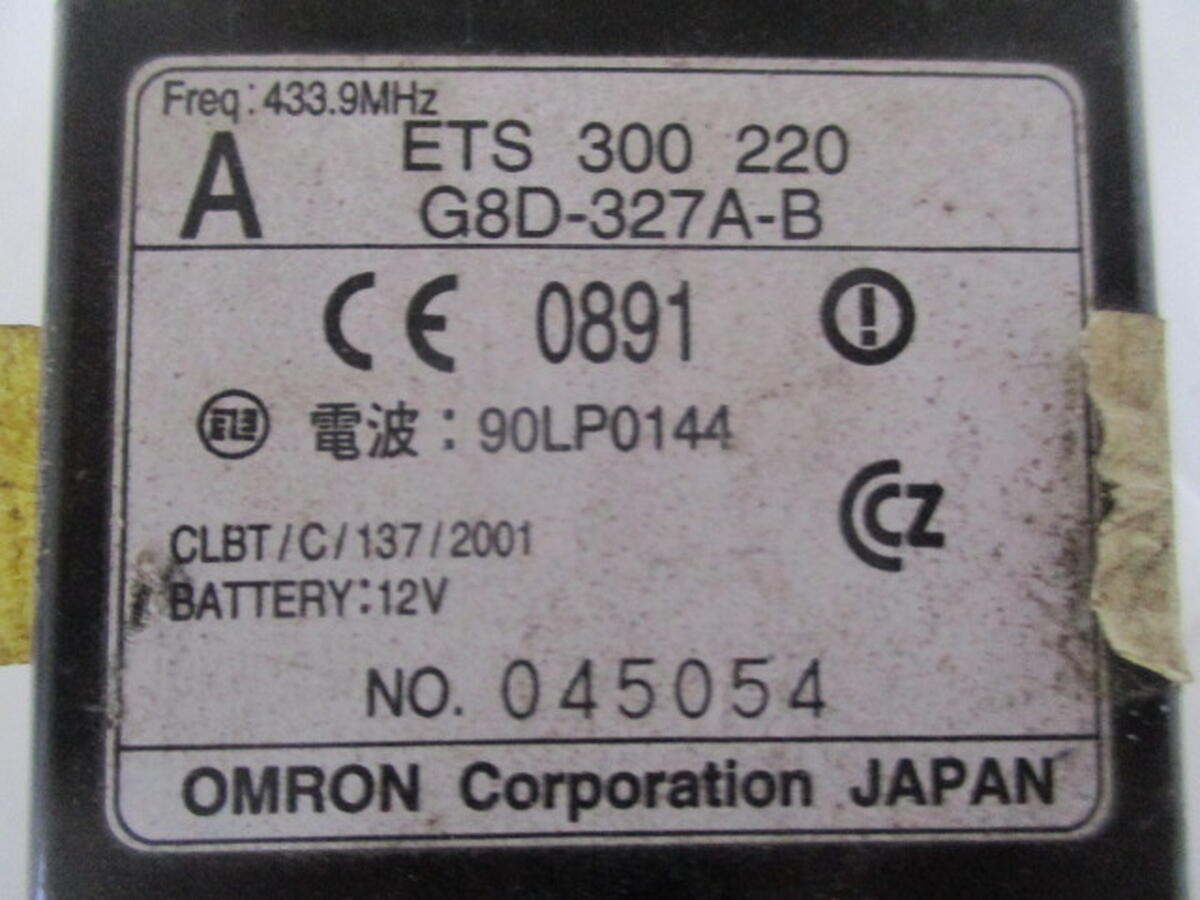 Freq:433.9MHz
A
ETS 300 220
G8D-327A-B
CE 0891
電波:90LP0144
CZ
CLBT/C/137/2001
BATTERY:12V
NO. 045054
OMRON Corporation JAPAN